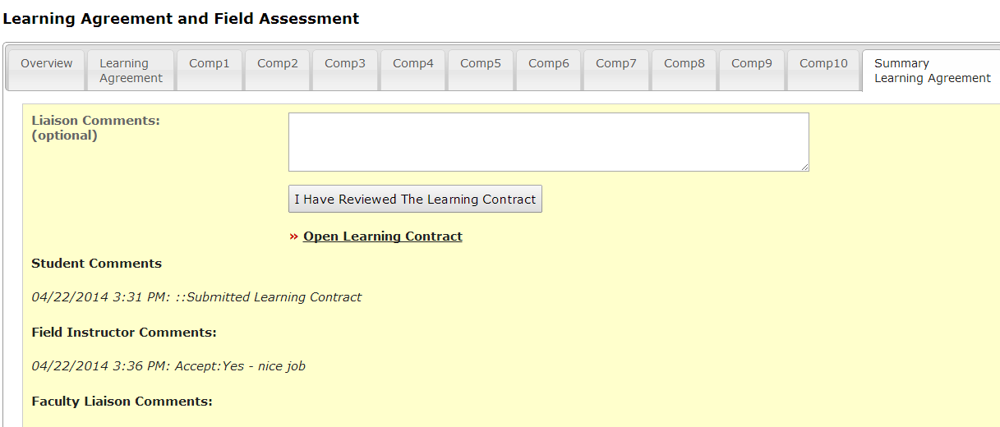 Learning Agreement and Field Assessment
Overview
Learning
Agreement
Comp1
Comp2
Comp3
Comp4
Comp5
Comp6
Comp7
Comp8
Comp9
Comp10
Summary
Learning Agreement
Liaison Comments:
(optional)
I Have Reviewed The Learning Contract
» Open Learning Contract
Student Comments
04/22/2014 3:31 PM: ::Submitted Learning Contract
Field Instructor Comments:
04/22/2014 3:36 PM: Accept:Yes - nice job
Faculty Liaison Comments: